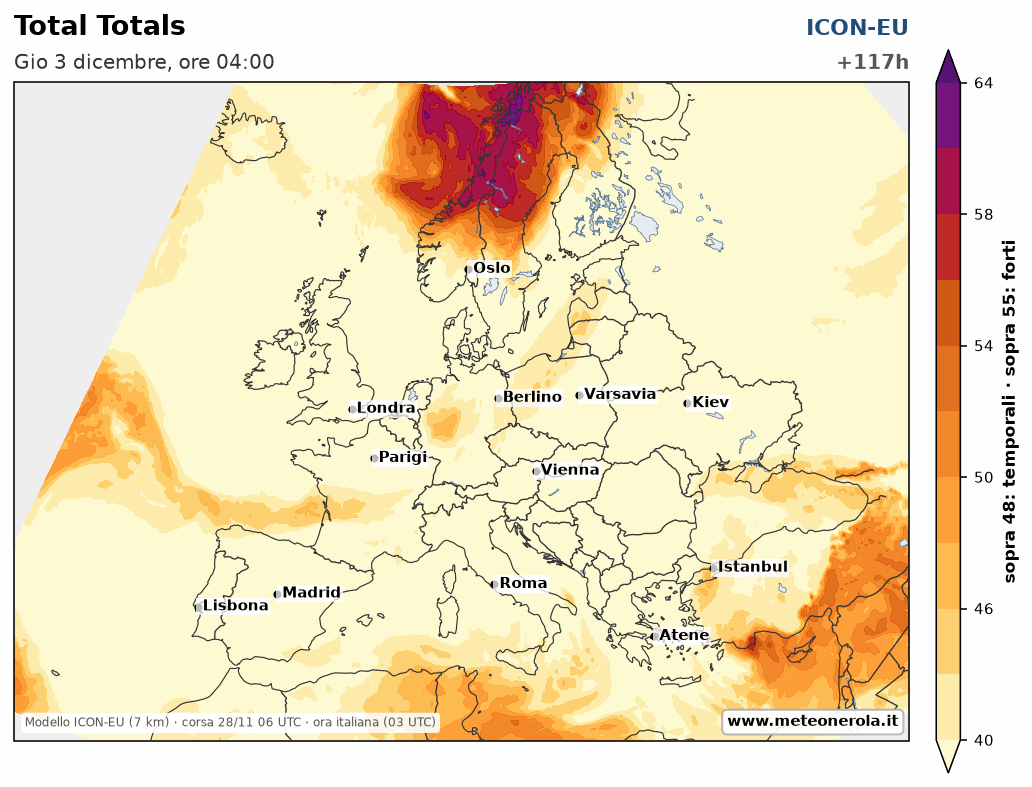 Total Totals
ICON-EU
Gio 3 dicembre, ore 04:00
+117h
64
58
54
50
46
40
sopra 48: temporali · sopra 55: forti
Oslo
Berlino
Varsavia
Kiev
Londra
Parigi
Vienna
Istanbul
Roma
Madrid
Lisbona
Atene
Modello ICON-EU (7 km) · corsa 28/11 06 UTC · ora italiana (03 UTC)
www.meteonerola.it